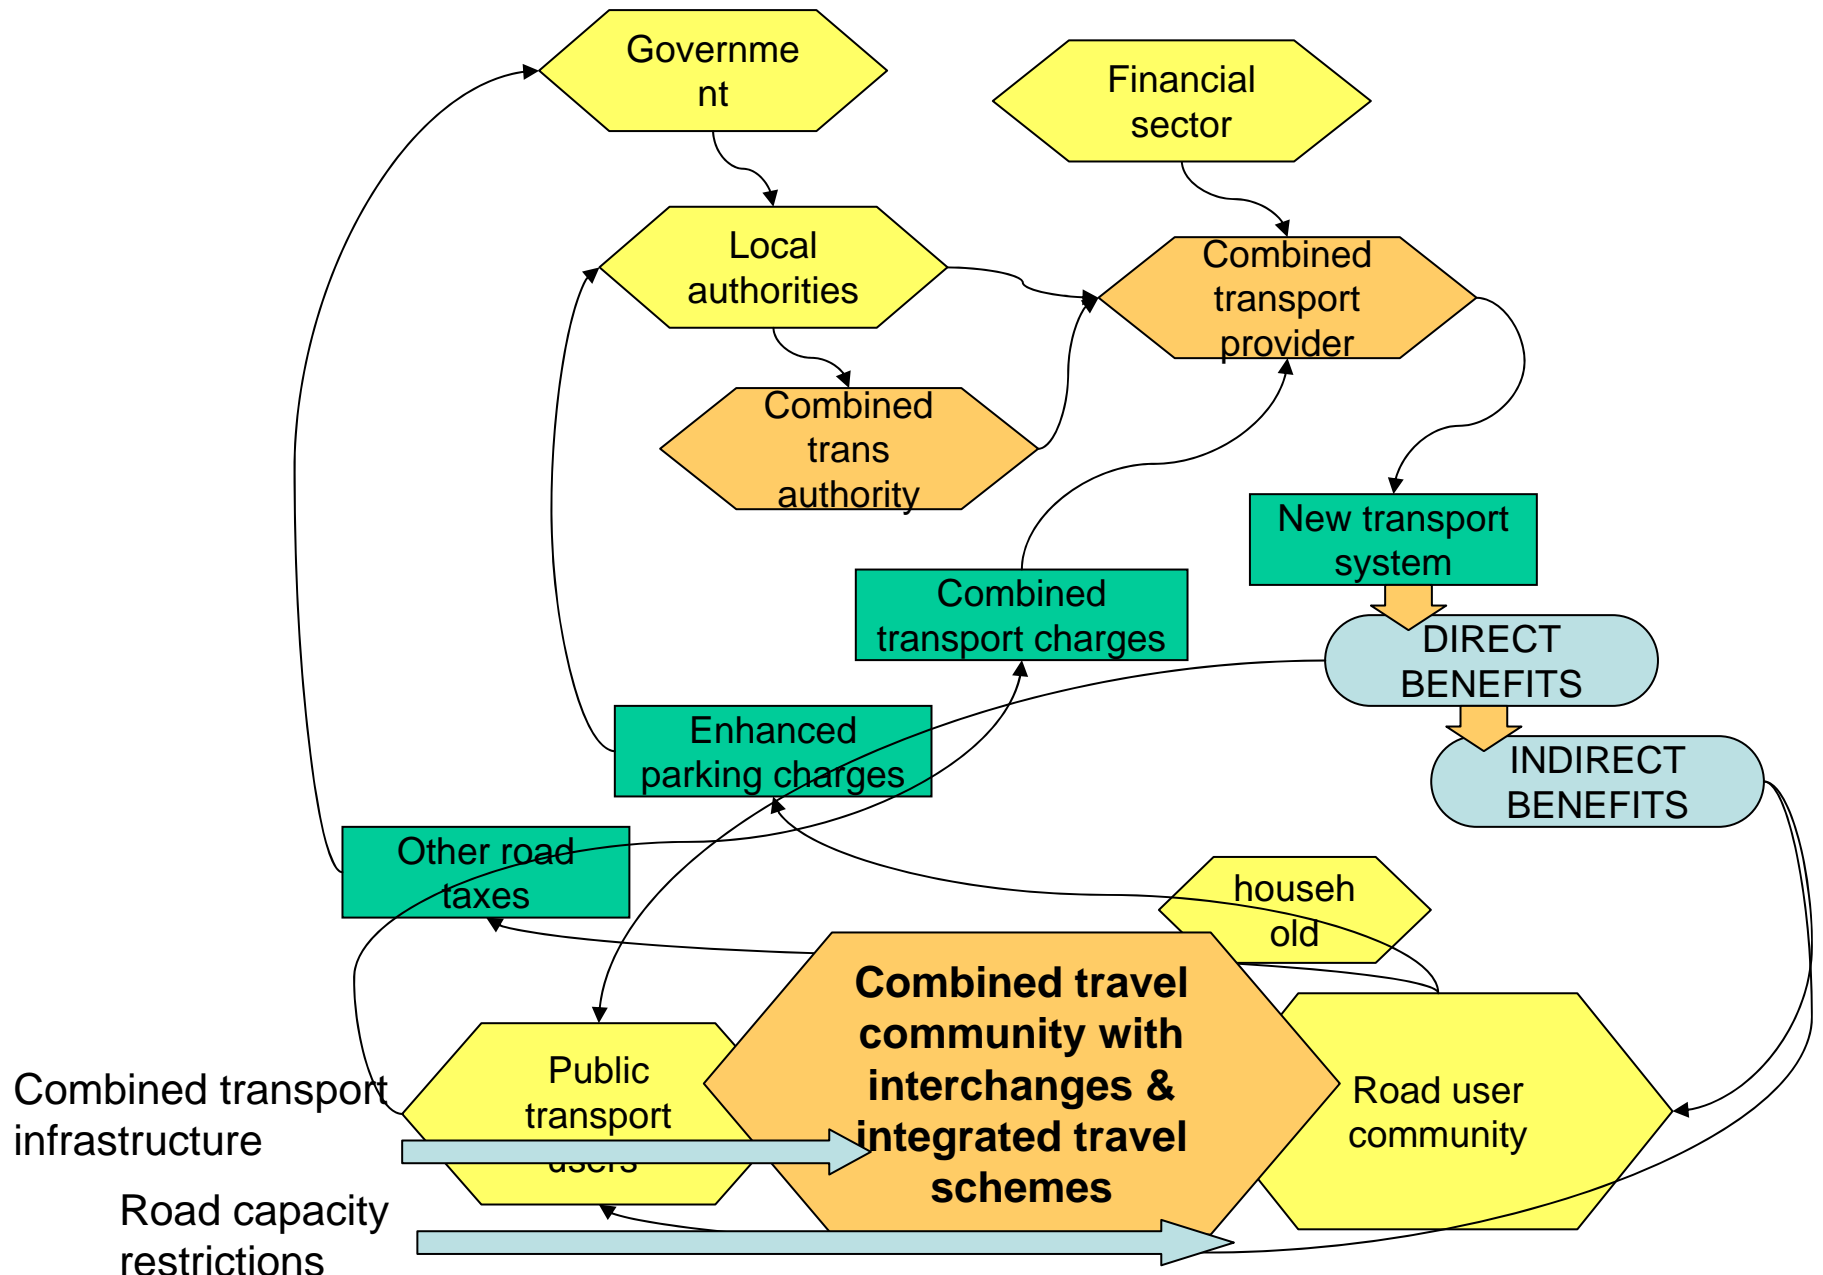 Governme
nt
Financial
sector
Local
authorities
Combined
transport
provider
Combined
trans
authority
New transport
system
Combined
transport charges
DIRECT
BENEFITS
Enhanced
parking charges
INDIRECT
BENEFITS
Other road
taxes
househ
old
Combined travel
community with
interchanges &
integrated travel
schemes
Public
transport
users
Road user
community
Combined transport
infrastructure
Road capacity
restrictions